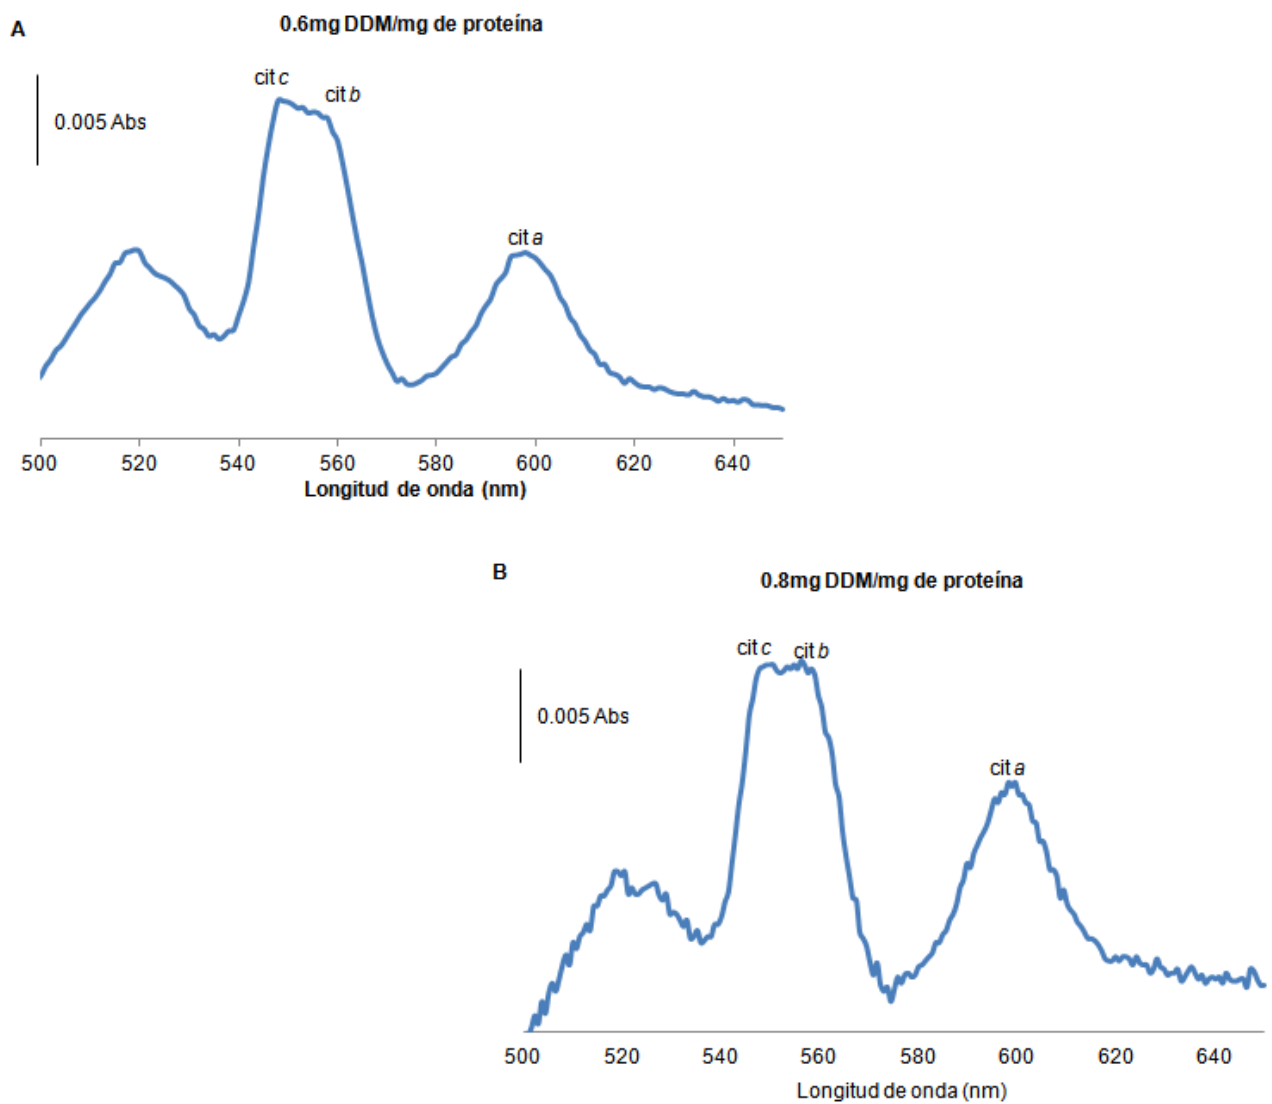 A
0.6mg DDM/mg de proteína
cit c
cit b
0.005 Abs
cit a
500 520 540 560 580 600 620 640
Longitud de onda (nm)
B
0.8mg DDM/mg de proteína
cit c
cit b
0.005 Abs
cit a
500 520 540 560 580 600 620 640
Longitud de onda (nm)